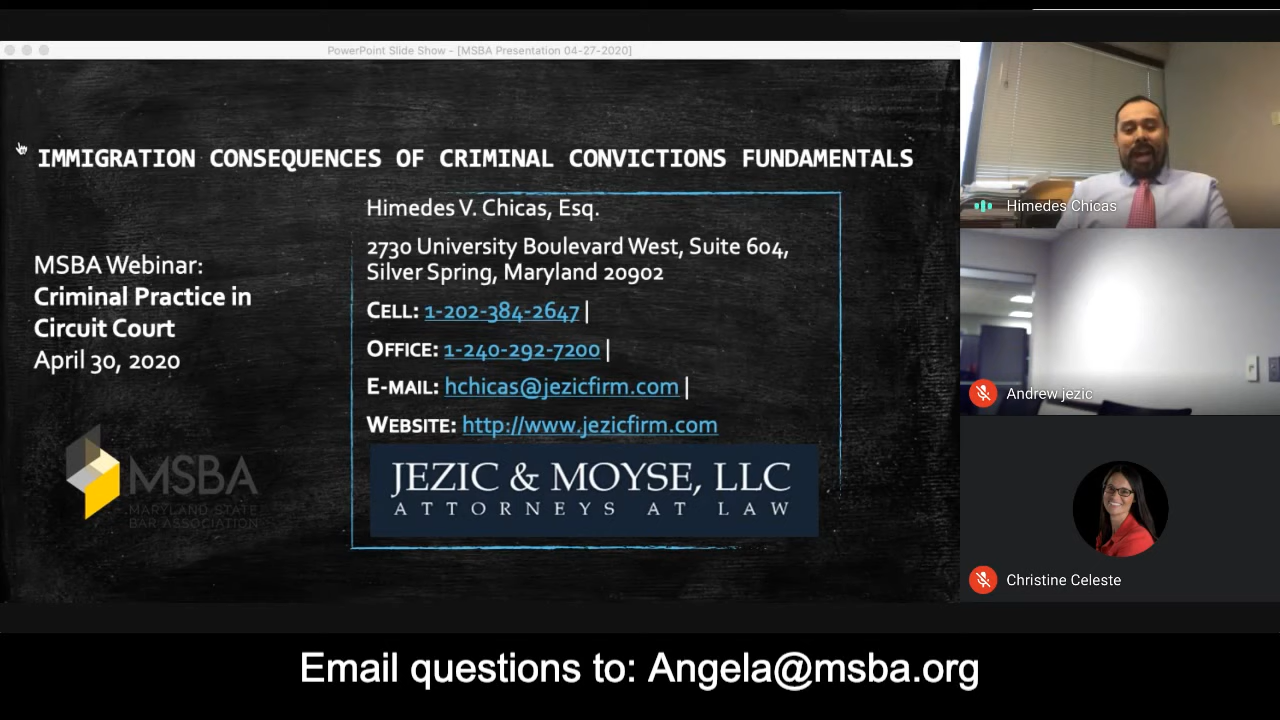 PowerPoint Slide Show - [MSBA Presentation 04-27-2020]
IMMIGRATION CONSEQUENCES OF CRIMINAL CONVICTIONS FUNDAMENTALS
MSBA Webinar:
Criminal Practice in
Circuit Court
April 30, 2020
MSBA
MARYLAND STATE
BAR ASSOCIATION
Himedes V. Chicas, Esq.
2730 University Boulevard West, Suite 604,
Silver Spring, Maryland 20902
CELL: 1-202-384-2647 |
OFFICE: 1-240-292-7200 |
E-MAIL: hchicas@jezicfirm.com |
WEBSITE: http://www.jezicfirm.com
JEZIC & MOYSE, LLC
ATTORNEYS AT LAW
Himedes Chicas
Andrew jezic
Christine Celeste
Email questions to: Angela@msba.org